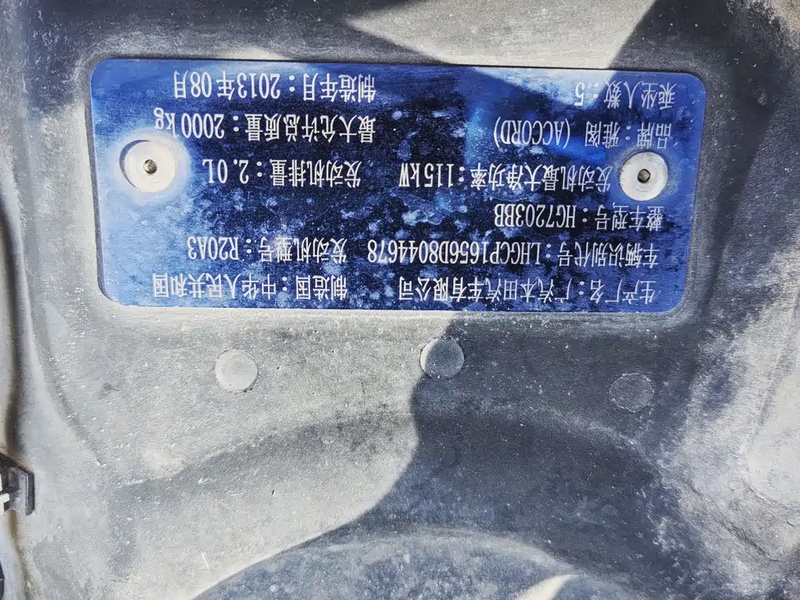 生产厂名：广汽本田汽车有限公司 制造国：中华人民共和国
车辆识别代号：LHGCP1656D8044678 发动机型号：R20A3
整车型号：HG7203BB
发动机最大净功率：115kW 发动机排量：2.0L
品牌：雅阁 (ACCORD) 最大允许总质量：2000kg
乘坐人数：5 制造年月：2013年08月